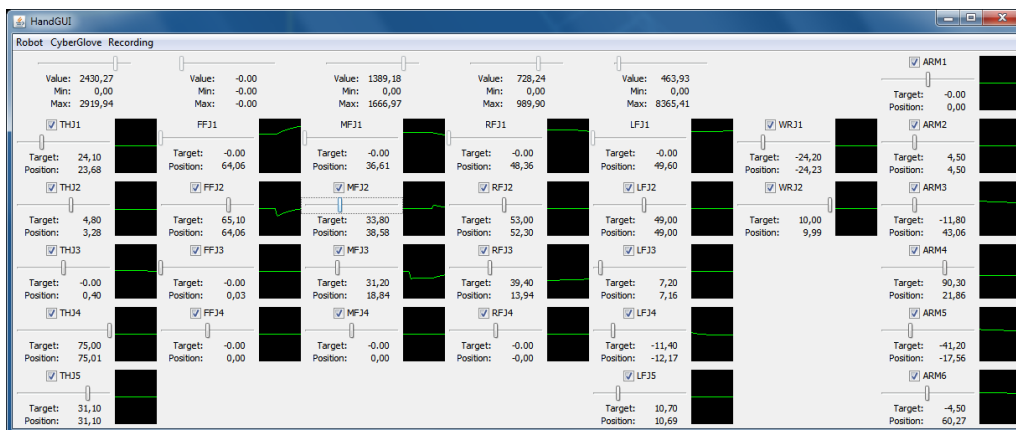 HandGUI
Robot CyberGlove Recording
Value: 2430,27 Value: -0.00 Value: 1389,18 Value: 728,24 Value: 463,93 ARM1
Min: 0,00 Min: -0.00 Min: 0,00 Min: 0,00 Min: 0,00 Target: -0.00
Max: 2919,94 Max: -0.00 Max: 1666,97 Max: 989,90 Max: 8365,41 Position: 0,00
THJ1 FFJ1 MFJ1 RFJ1 LFJ1 WRJ1 ARM2
Target: 24,10 Target: -0.00 Target: -0.00 Target: -0.00 Target: -0.00 Target: -24,20 Target: 4,50
Position: 23,68 Position: 64,06 Position: 36,61 Position: 48,36 Position: 49,60 Position: -24,23 Position: 4,50
THJ2 FFJ2 MFJ2 RFJ2 LFJ2 WRJ2 ARM3
Target: 4,80 Target: 65,10 Target: 33,80 Target: 53,00 Target: 49,00 Target: 10,00 Target: -11,80
Position: 3,28 Position: 64,06 Position: 38,58 Position: 52,30 Position: 49,00 Position: 9,99 Position: 43,06
THJ3 FFJ3 MFJ3 RFJ3 LFJ3 ARM4
Target: -0.00 Target: -0.00 Target: 31,20 Target: 39,40 Target: 7,20 Target: 90,30
Position: 0,40 Position: 0,03 Position: 18,84 Position: 13,94 Position: 7,16 Position: 21,86
THJ4 FFJ4 MFJ4 RFJ4 LFJ4 ARM5
Target: 75,00 Target: -0.00 Target: -0.00 Target: -0.00 Target: -11,40 Target: -41,20
Position: 75,01 Position: 0,00 Position: 0,00 Position: -0,00 Position: -12,17 Position: -17,56
THJ5 LFJ5 ARM6
Target: 31,10 Target: 10,70 Target: -4,50
Position: 31,10 Position: 10,69 Position: 60,27